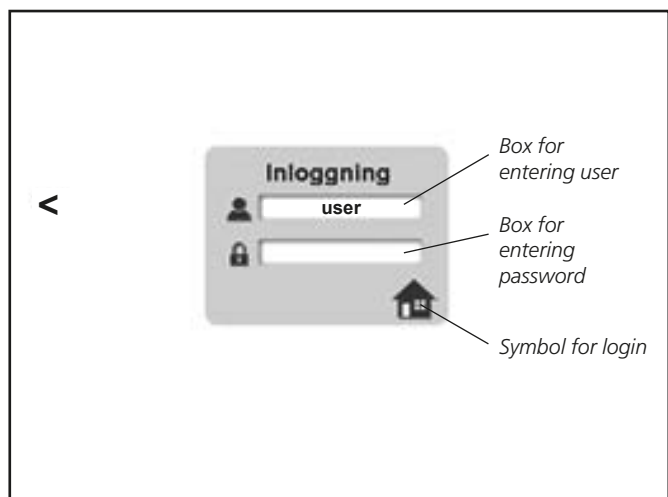 Inloggning
user
<
Box for
entering user
Box for
entering
password
Symbol for login